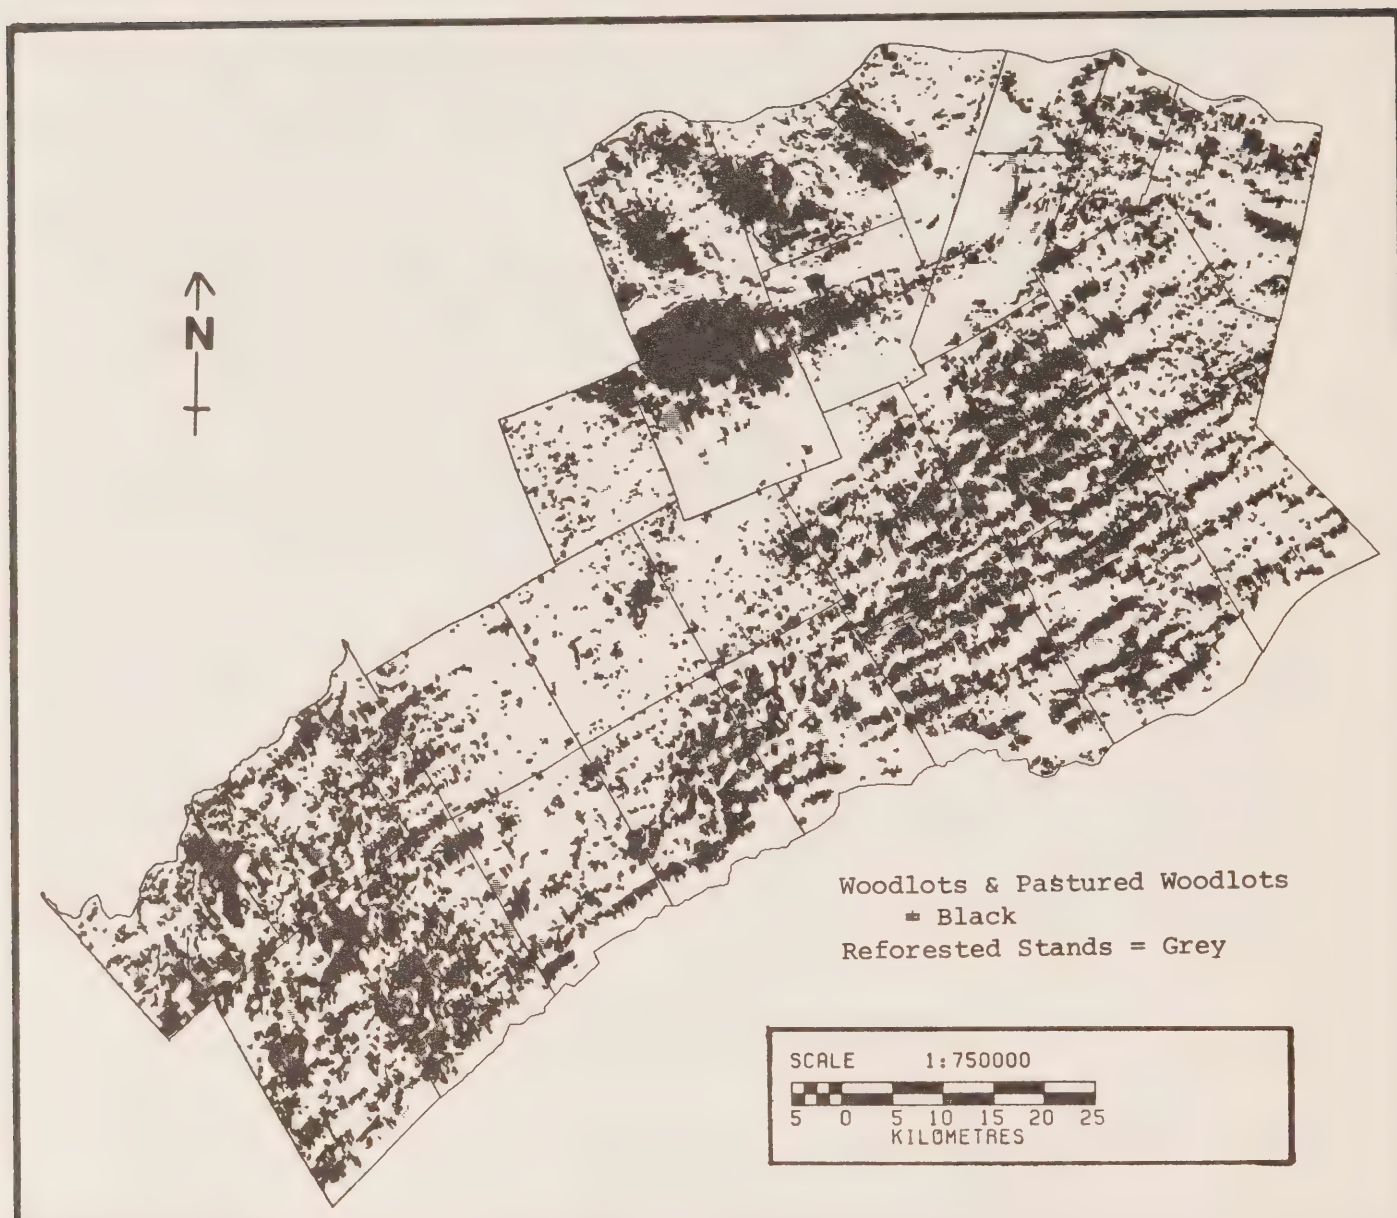 N
Woodlots & Pastured Woodlots
= Black
Reforested Stands = Grey
SCALE 1:750000
5 0 5 10 15 20 25
KILOMETRES